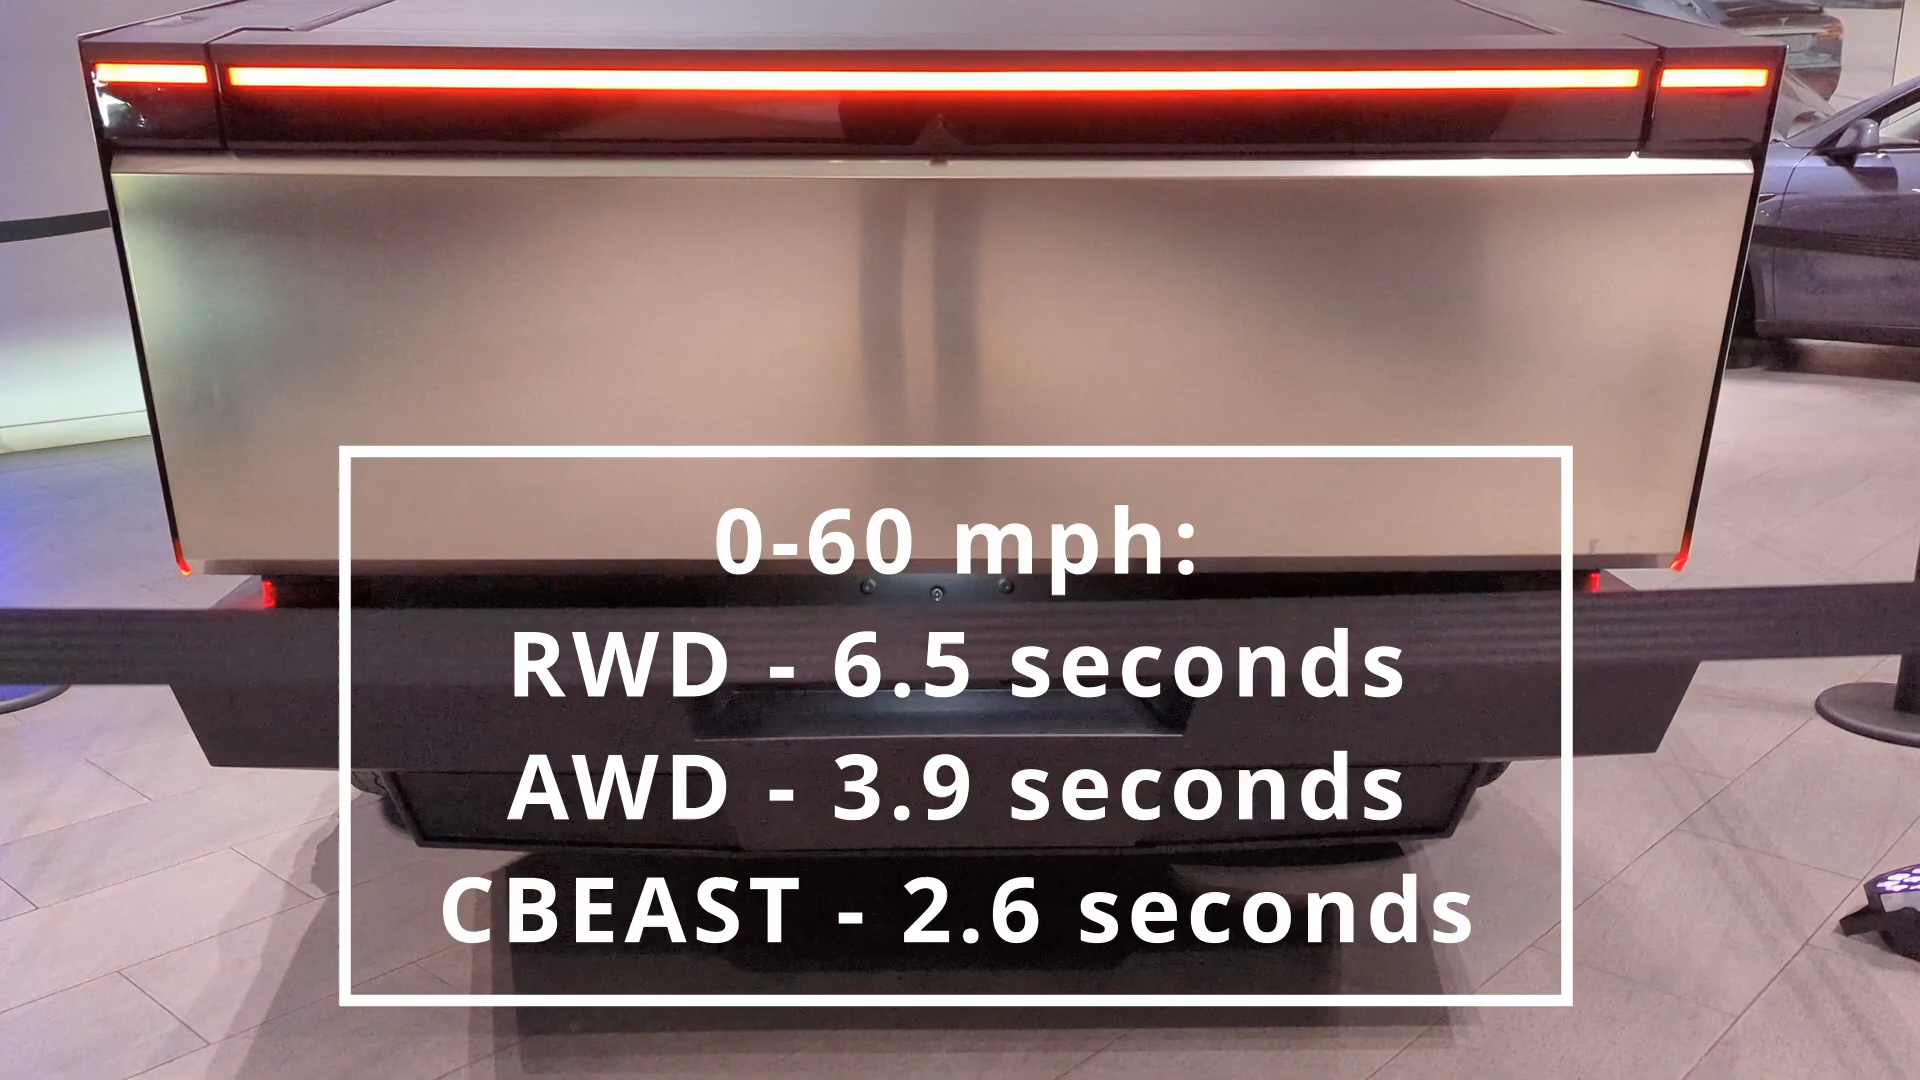 0-60 mph:
RWD - 6.5 seconds
AWD - 3.9 seconds
CBEAST - 2.6 seconds